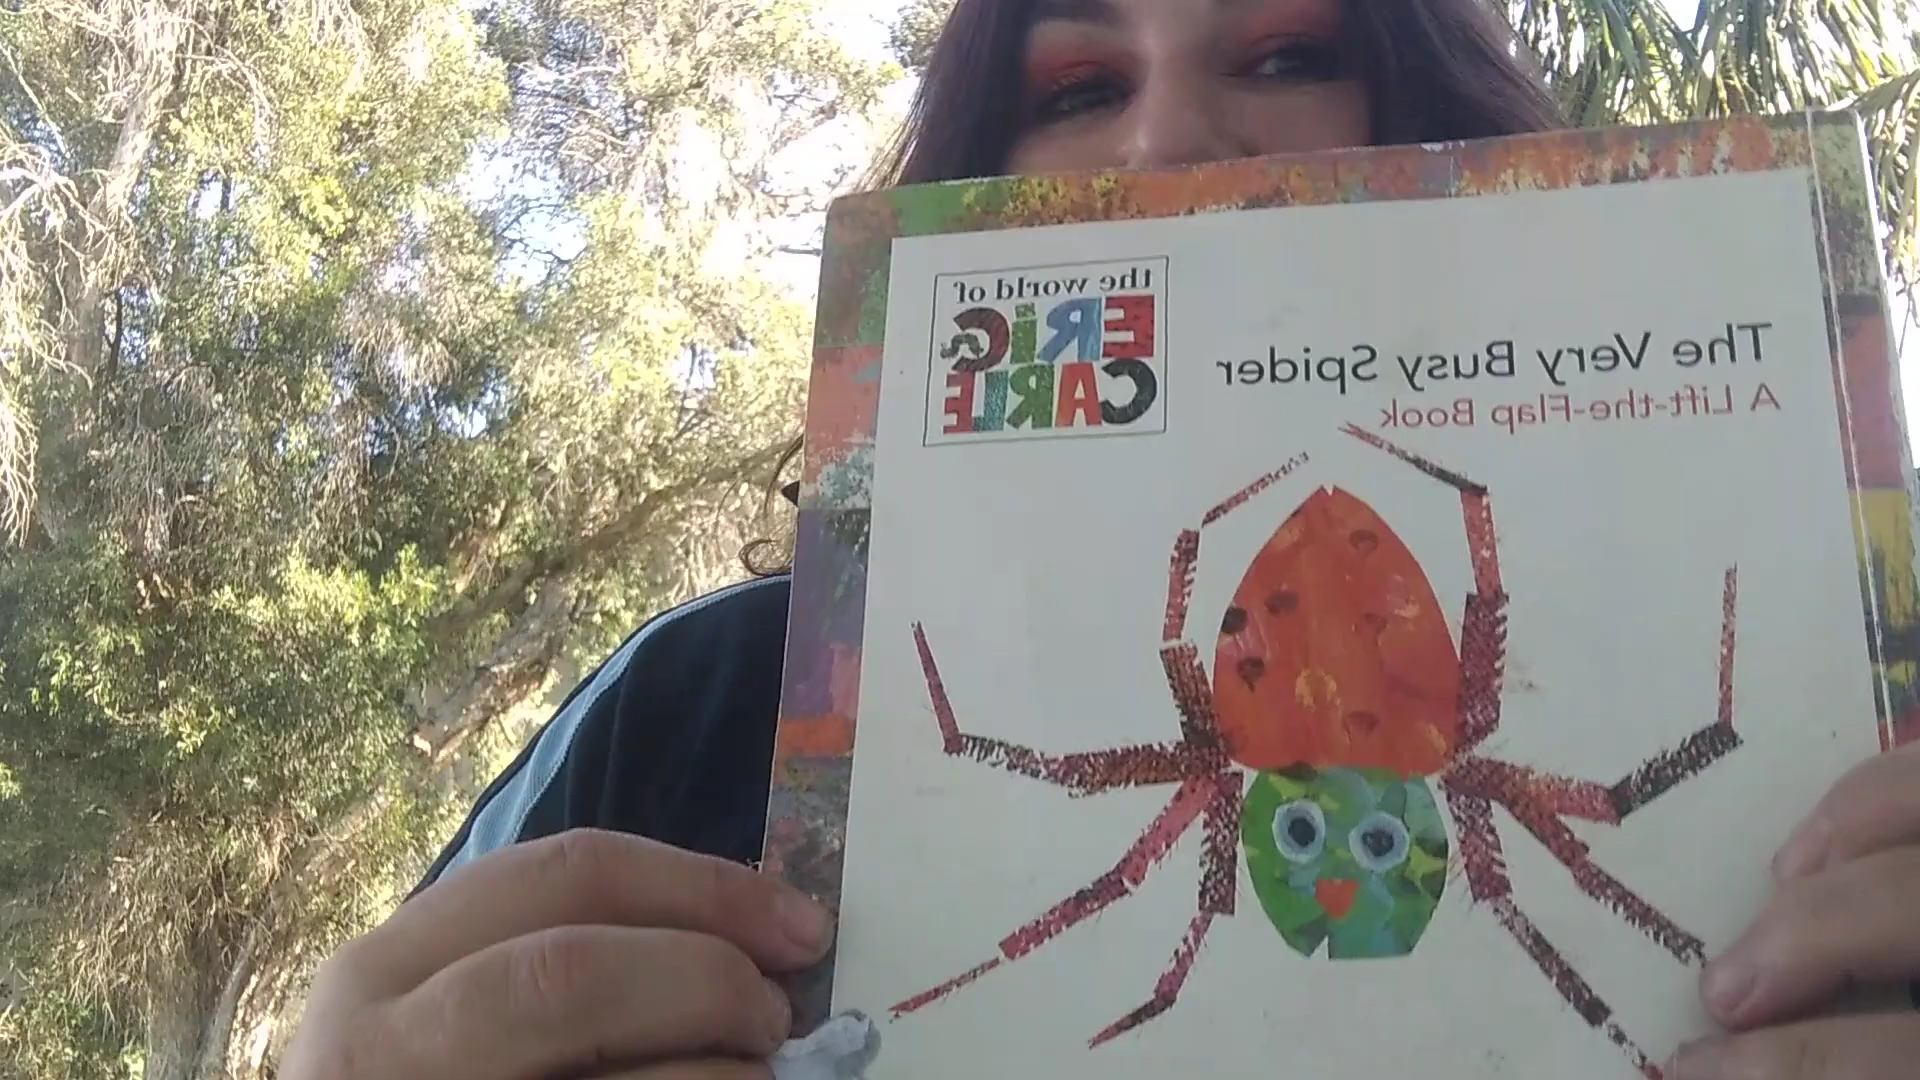 The Very Busy Spider
A Lift-the-Flap Book
the world of
ERiC
CARLE